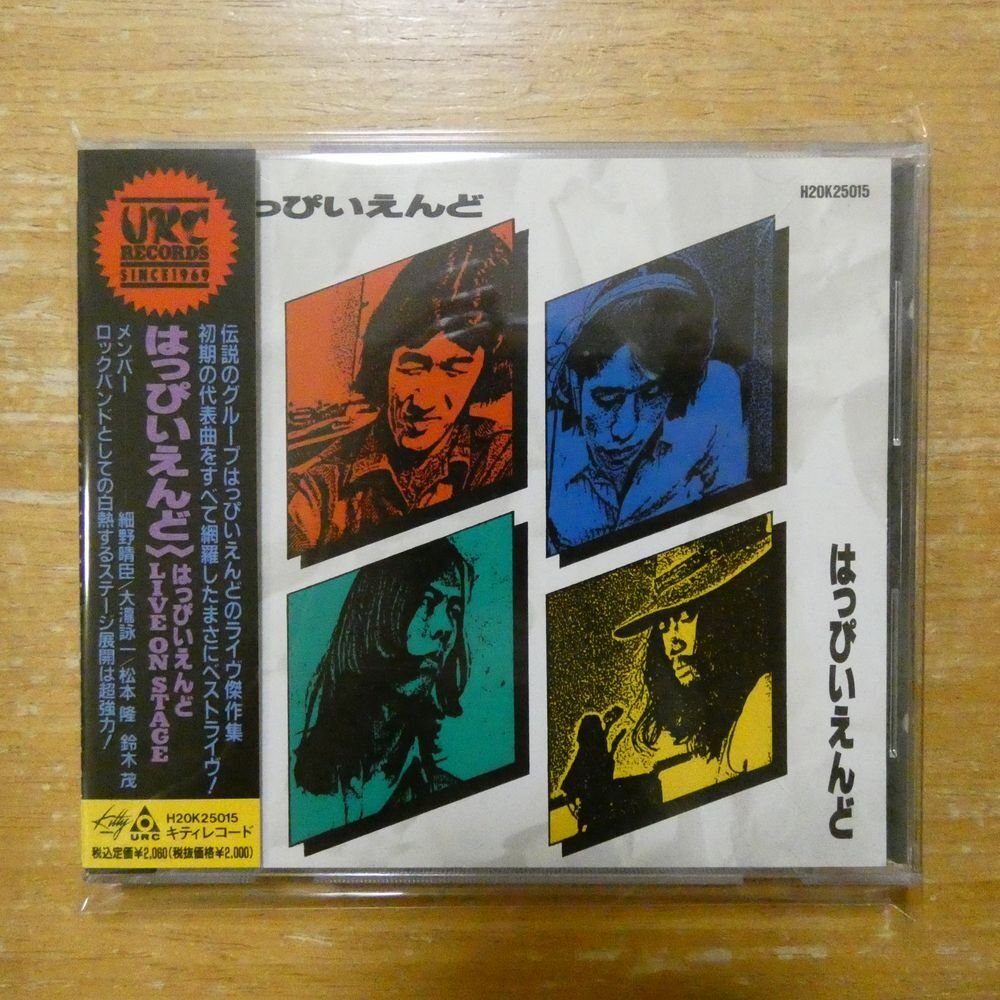 URC
RECORDS
SINCE1969
伝説のグループはっぴいえんどのライヴ傑作集
初期の代表曲をすべて網羅したまさにベストライヴ!
はっぴいえんど
はっぴいえんど
LIVE ON STAGE
メンバー 細野晴臣/大瀧詠一/松本 隆 鈴木 茂
ロックバンドとしての白熱するステージ展開は超強力!
Kitty
URC
H20K25015
キティレコード
税込定価¥2,060(税抜価格¥2,000)
っぴいえんど
H20K25015
はっぴいえんど